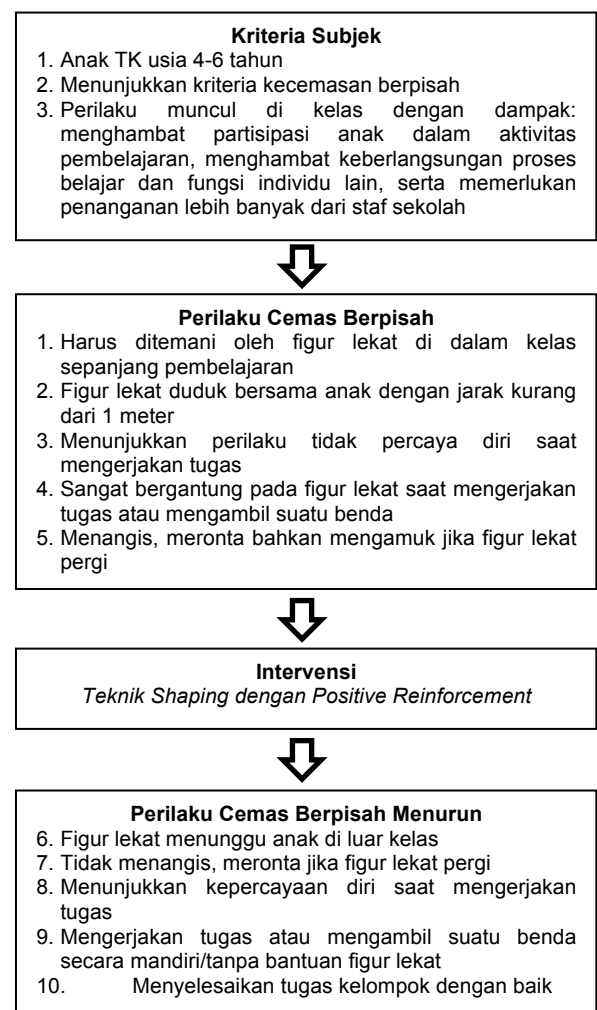 Kriteria Subjek
1. Anak TK usia 4-6 tahun
2. Menunjukkan kriteria kecemasan berpisah
3. Perilaku muncul di kelas dengan dampak:
menghambat partisipasi anak dalam aktivitas
pembelajaran, menghambat keberlangsungan proses
belajar dan fungsi individu lain, serta memerlukan
penanganan lebih banyak dari staf sekolah
Perilaku Cemas Berpisah
1. Harus ditemani oleh figur lekat di dalam kelas
sepanjang pembelajaran
2. Figur lekat duduk bersama anak dengan jarak kurang
dari 1 meter
3. Menunjukkan perilaku tidak percaya diri saat
mengerjakan tugas
4. Sangat bergantung pada figur lekat saat mengerjakan
tugas atau mengambil suatu benda
5. Menangis, meronta bahkan mengamuk jika figur lekat
pergi
Intervensi
Teknik Shaping dengan Positive Reinforcement
Perilaku Cemas Berpisah Menurun
6. Figur lekat menunggu anak di luar kelas
7. Tidak menangis, meronta jika figur lekat pergi
8. Menunjukkan kepercayaan diri saat mengerjakan
tugas
9. Mengerjakan tugas atau mengambil suatu benda
secara mandiri/tanpa bantuan figur lekat
10. Menyelesaikan tugas kelompok dengan baik